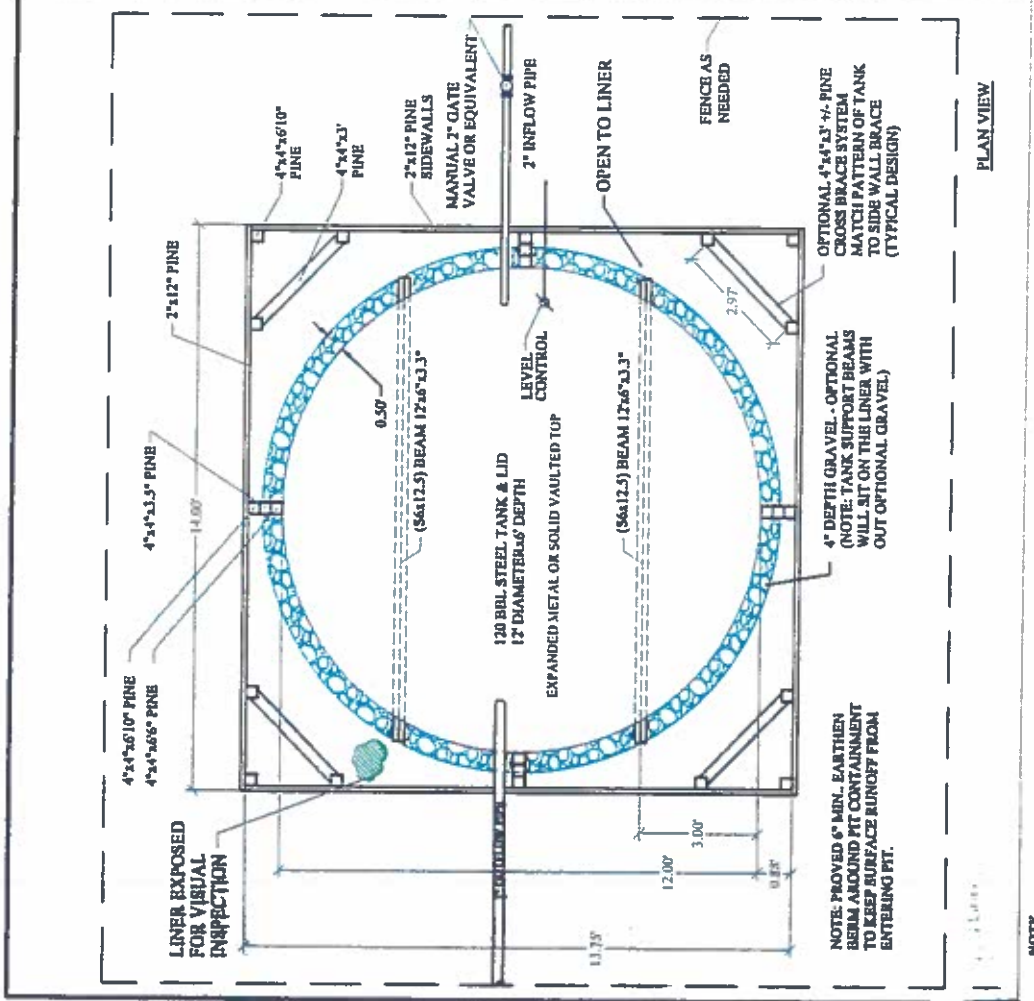 4"x4"x6'10" PINE
4"x4"x6'6" PINE
4"x4"x3.5" PINE
2"x12" PINE
4"x4"x6'10"
PINE
4"x4"x3'
PINE
2"x12" PINE
SIDEWALLS
MANUAL 2" GATE
VALVE OR EQUIVALENT
2" INFLOW PIPE
OPEN TO LINER
FENCE AS
NEEDED
LINER EXPOSED
FOR VISUAL
INSPECTION
14.00'
0.50'
(S6x12.5) BEAM 12'x6"x3.3"
LEVEL
CONTROL
120 BBL STEEL TANK & LID
12' DIAMETERx6' DEPTH
EXPANDED METAL OR SOLID VAULTED TOP
(S6x12.5) BEAM 12'x6"x3.3"
2.97'
13.75'
12.00'
3.00'
0.88'
NOTE: PROVED 6" MIN., EARTHEN
BERM AROUND PIT CONTAINMENT
TO KEEP SURFACE RUNOFF FROM
ENTERING PIT.
4" DEPTH GRAVEL - OPTIONAL
(NOTE: TANK SUPPORT BEAMS
WILL SIT ON THE LINER WITH
OUT OPTIONAL GRAVEL)
OPTIONAL 4"x4"x3' +/- PINE
CROSS BRACE SYSTEM
MATCH PATTERN OF TANK
TO SIDE WALL BRACE
(TYPICAL DESIGN)
PLAN VIEW
NOTE